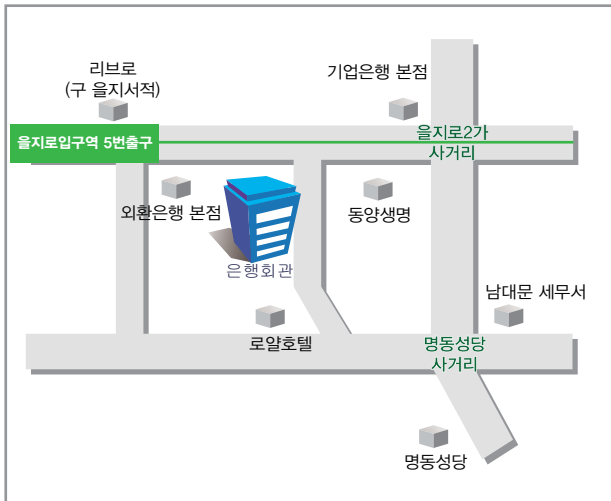 리브로
(구 을지서적)
기업은행 본점
을지로입구역 5번출구
을지로2가
사거리
외환은행 본점
동양생명
은행회관
남대문 세무서
로얄호텔
명동성당
사거리
명동성당